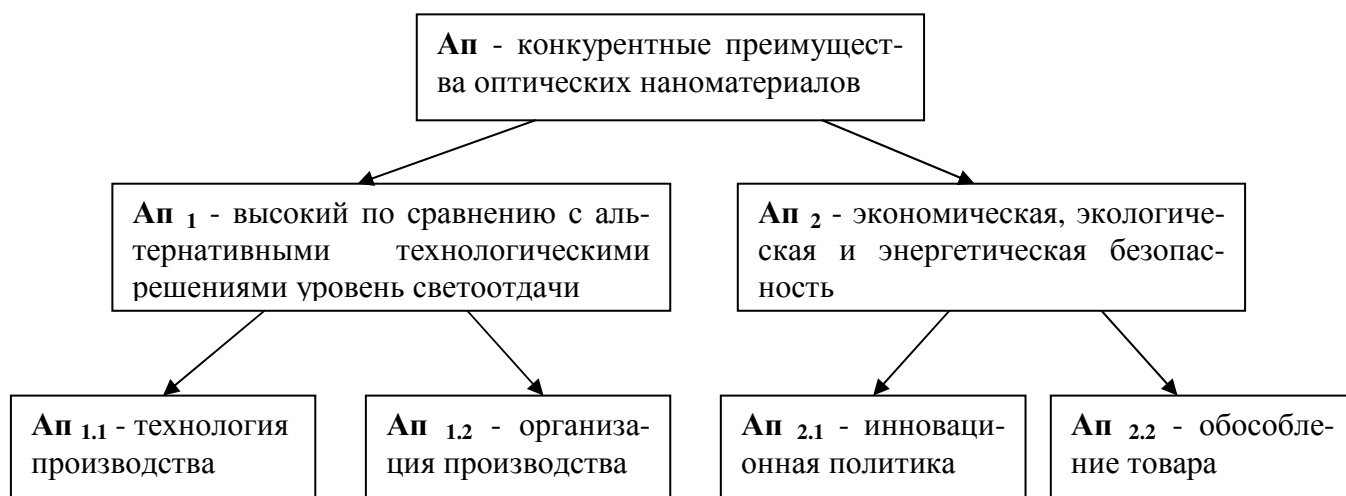 Ап - конкурентные преимущест-
ва оптических наноматериалов
Ап 1 - высокий по сравнению с аль-
тернативными технологическими
решениями уровень светоотдачи
Ап 2 - экономическая, экологиче-
ская и энергетическая безопас-
ность
Ап 1.1 - технология
производства
Ап 1.2 - организа-
ция производства
Ап 2.1 - инноваци-
онная политика
Ап 2.2 - обособле-
ние товара